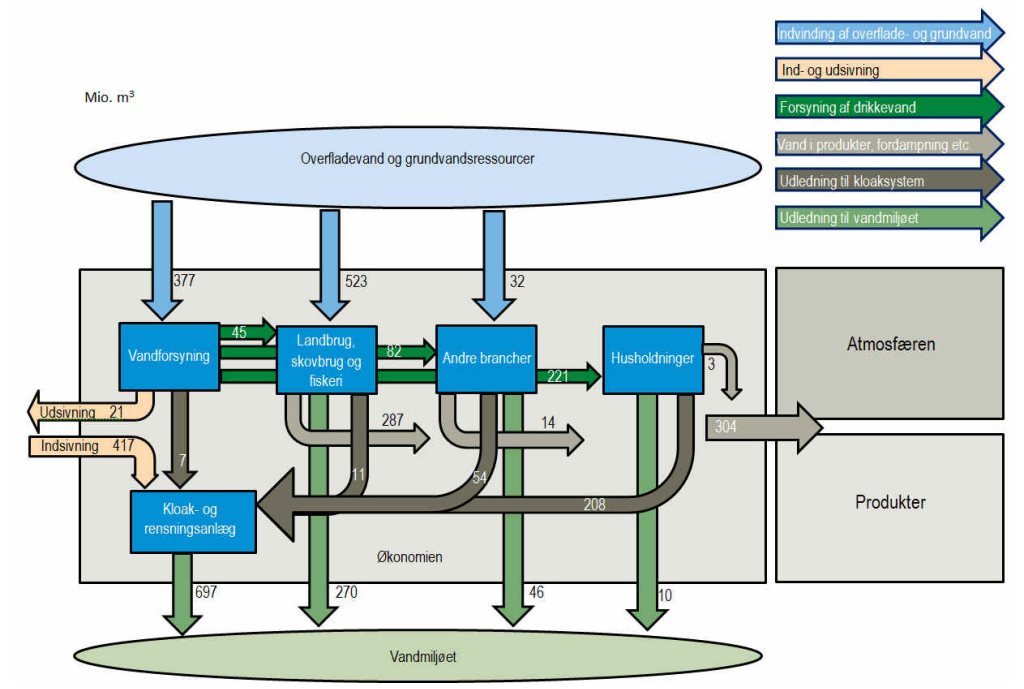 Indvinding af overflade- og grundvand
Ind- og udsivning
Forsyning af drikkevand
Vand i produkter, fordampning etc
Udledning til kloaksystem
Udledning til vandmiljøet
Mio. m³
Overfladevand og grundvandsressourcer
377
523
32
45
82
221
3
Vandforsyning
Landbrug,
skovbrug og
fiskeri
Andre brancher
Husholdninger
Atmosfæren
Udsivning 21
Indsivning 417
7
11
287
54
14
208
304
Kloak- og
rensningsanlæg
Økonomien
Produkter
697
270
46
10
Vandmiljøet